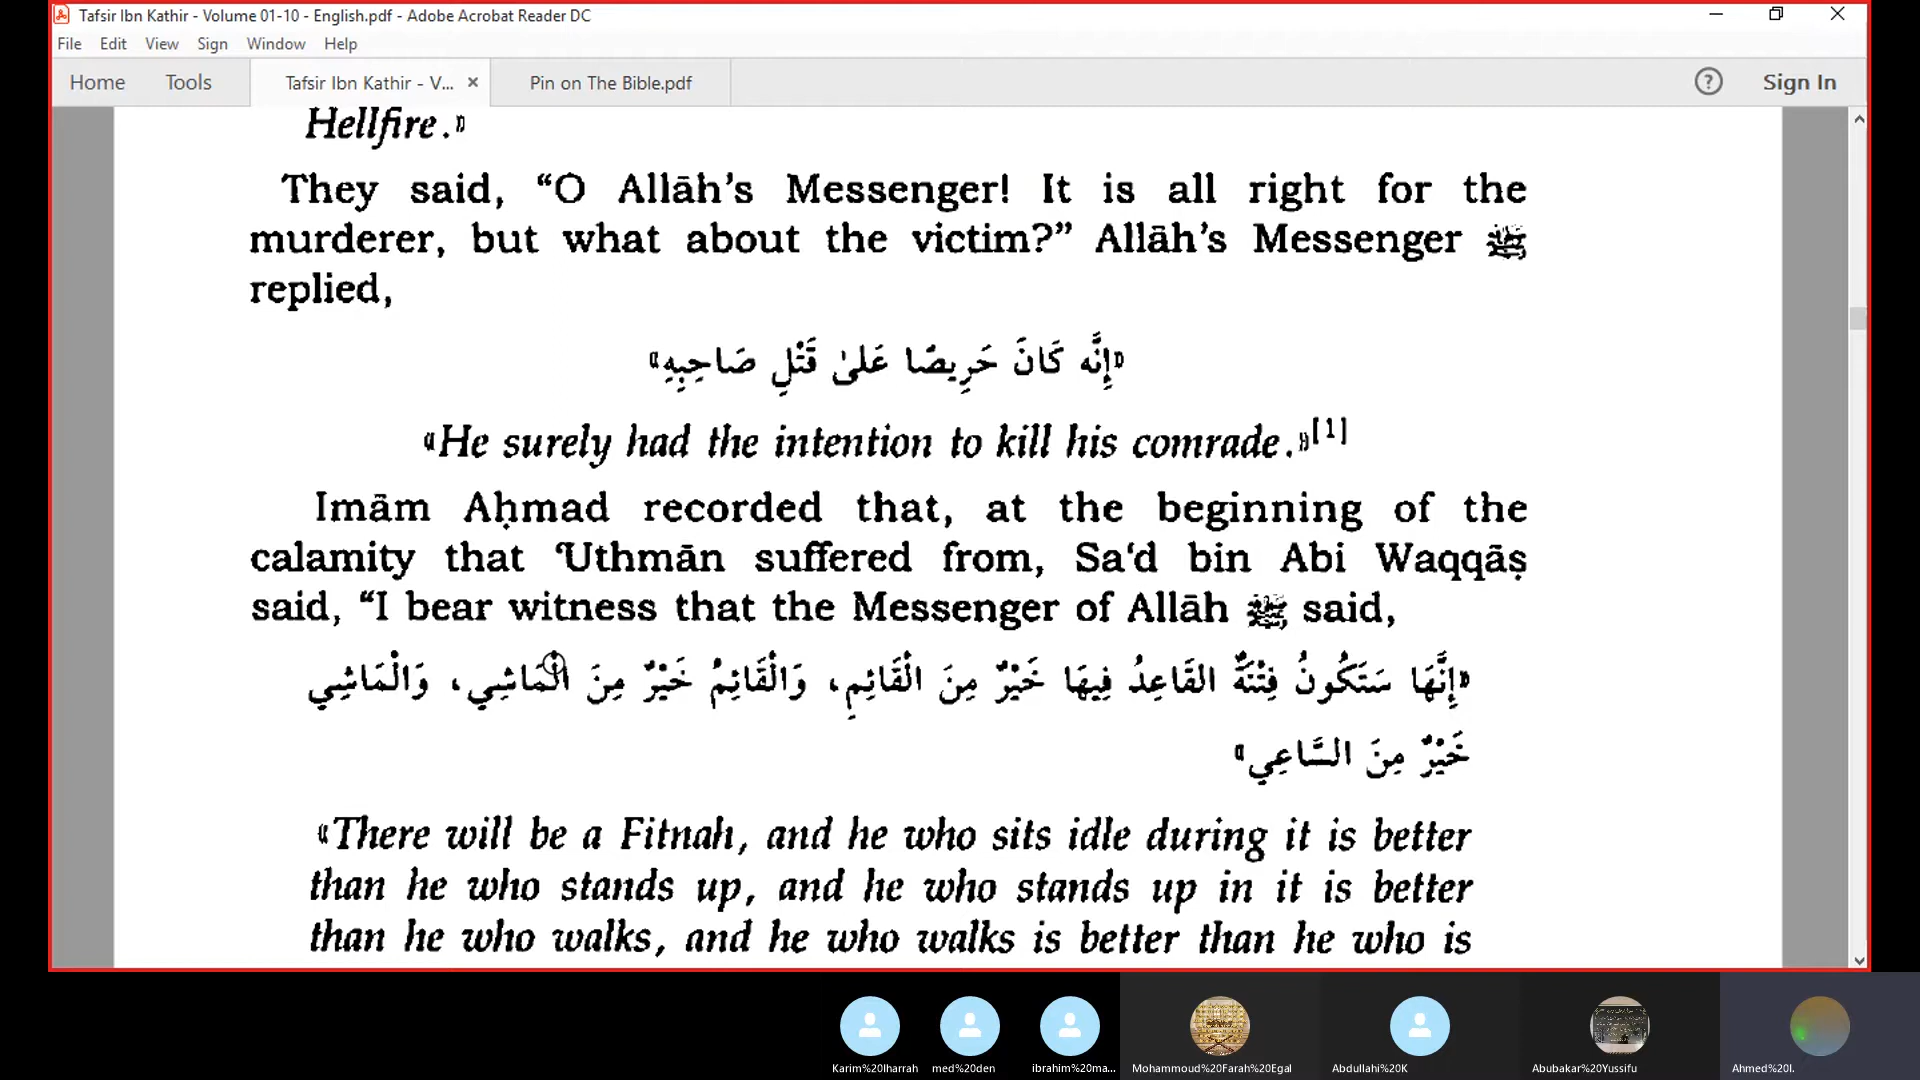 Tafsir Ibn Kathir - Volume 01-10 - English.pdf - Adobe Acrobat Reader DC
File Edit View Sign Window Help
Home Tools Tafsir Ibn Kathir - V... × Pin on The Bible.pdf ? Sign In
Hellfire.»
They said, “O Allāh’s Messenger! It is all right for the
murderer, but what about the victim?” Allāh’s Messenger ﷺ
replied,
«إِنَّه كَانَ حَرِيصًا عَلىٰ قَتْلِ صَاحِبِهِ»
«He surely had the intention to kill his comrade.»[1]
Imām Aḥmad recorded that, at the beginning of the
calamity that ‘Uthmān suffered from, Sa‘d bin Abi Waqqāṣ
said, “I bear witness that the Messenger of Allāh ﷺ said,
«إِنَّهَا سَتَكُونُ فِتْنَةٌ القَاعِدُ فِيهَا خَيْرٌ مِنَ الْقَائِمِ، وَالْقَائِمُ خَيْرٌ مِنَ الْمَاشِي، وَالْمَاشِي
خَيْرٌ مِنَ السَّاعِي»
«There will be a Fitnah, and he who sits idle during it is better
than he who stands up, and he who stands up in it is better
than he who walks, and he who walks is better than he who is
Karim%20Iharrah med%20den ibrahim%20ma... Mohammoud%20Farah%20Egal Abdullahi%20K Abubakar%20Yussifu Ahmed%20I.